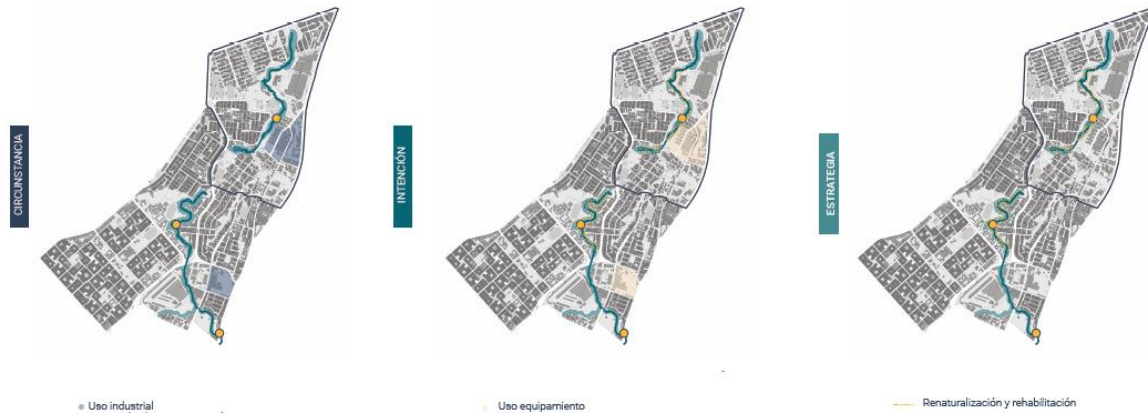 CIRCUNSTANCIA
INTENCIÓN
ESTRATEGIA
Uso industrial
Uso equipamiento
Renaturalización y rehabilitación